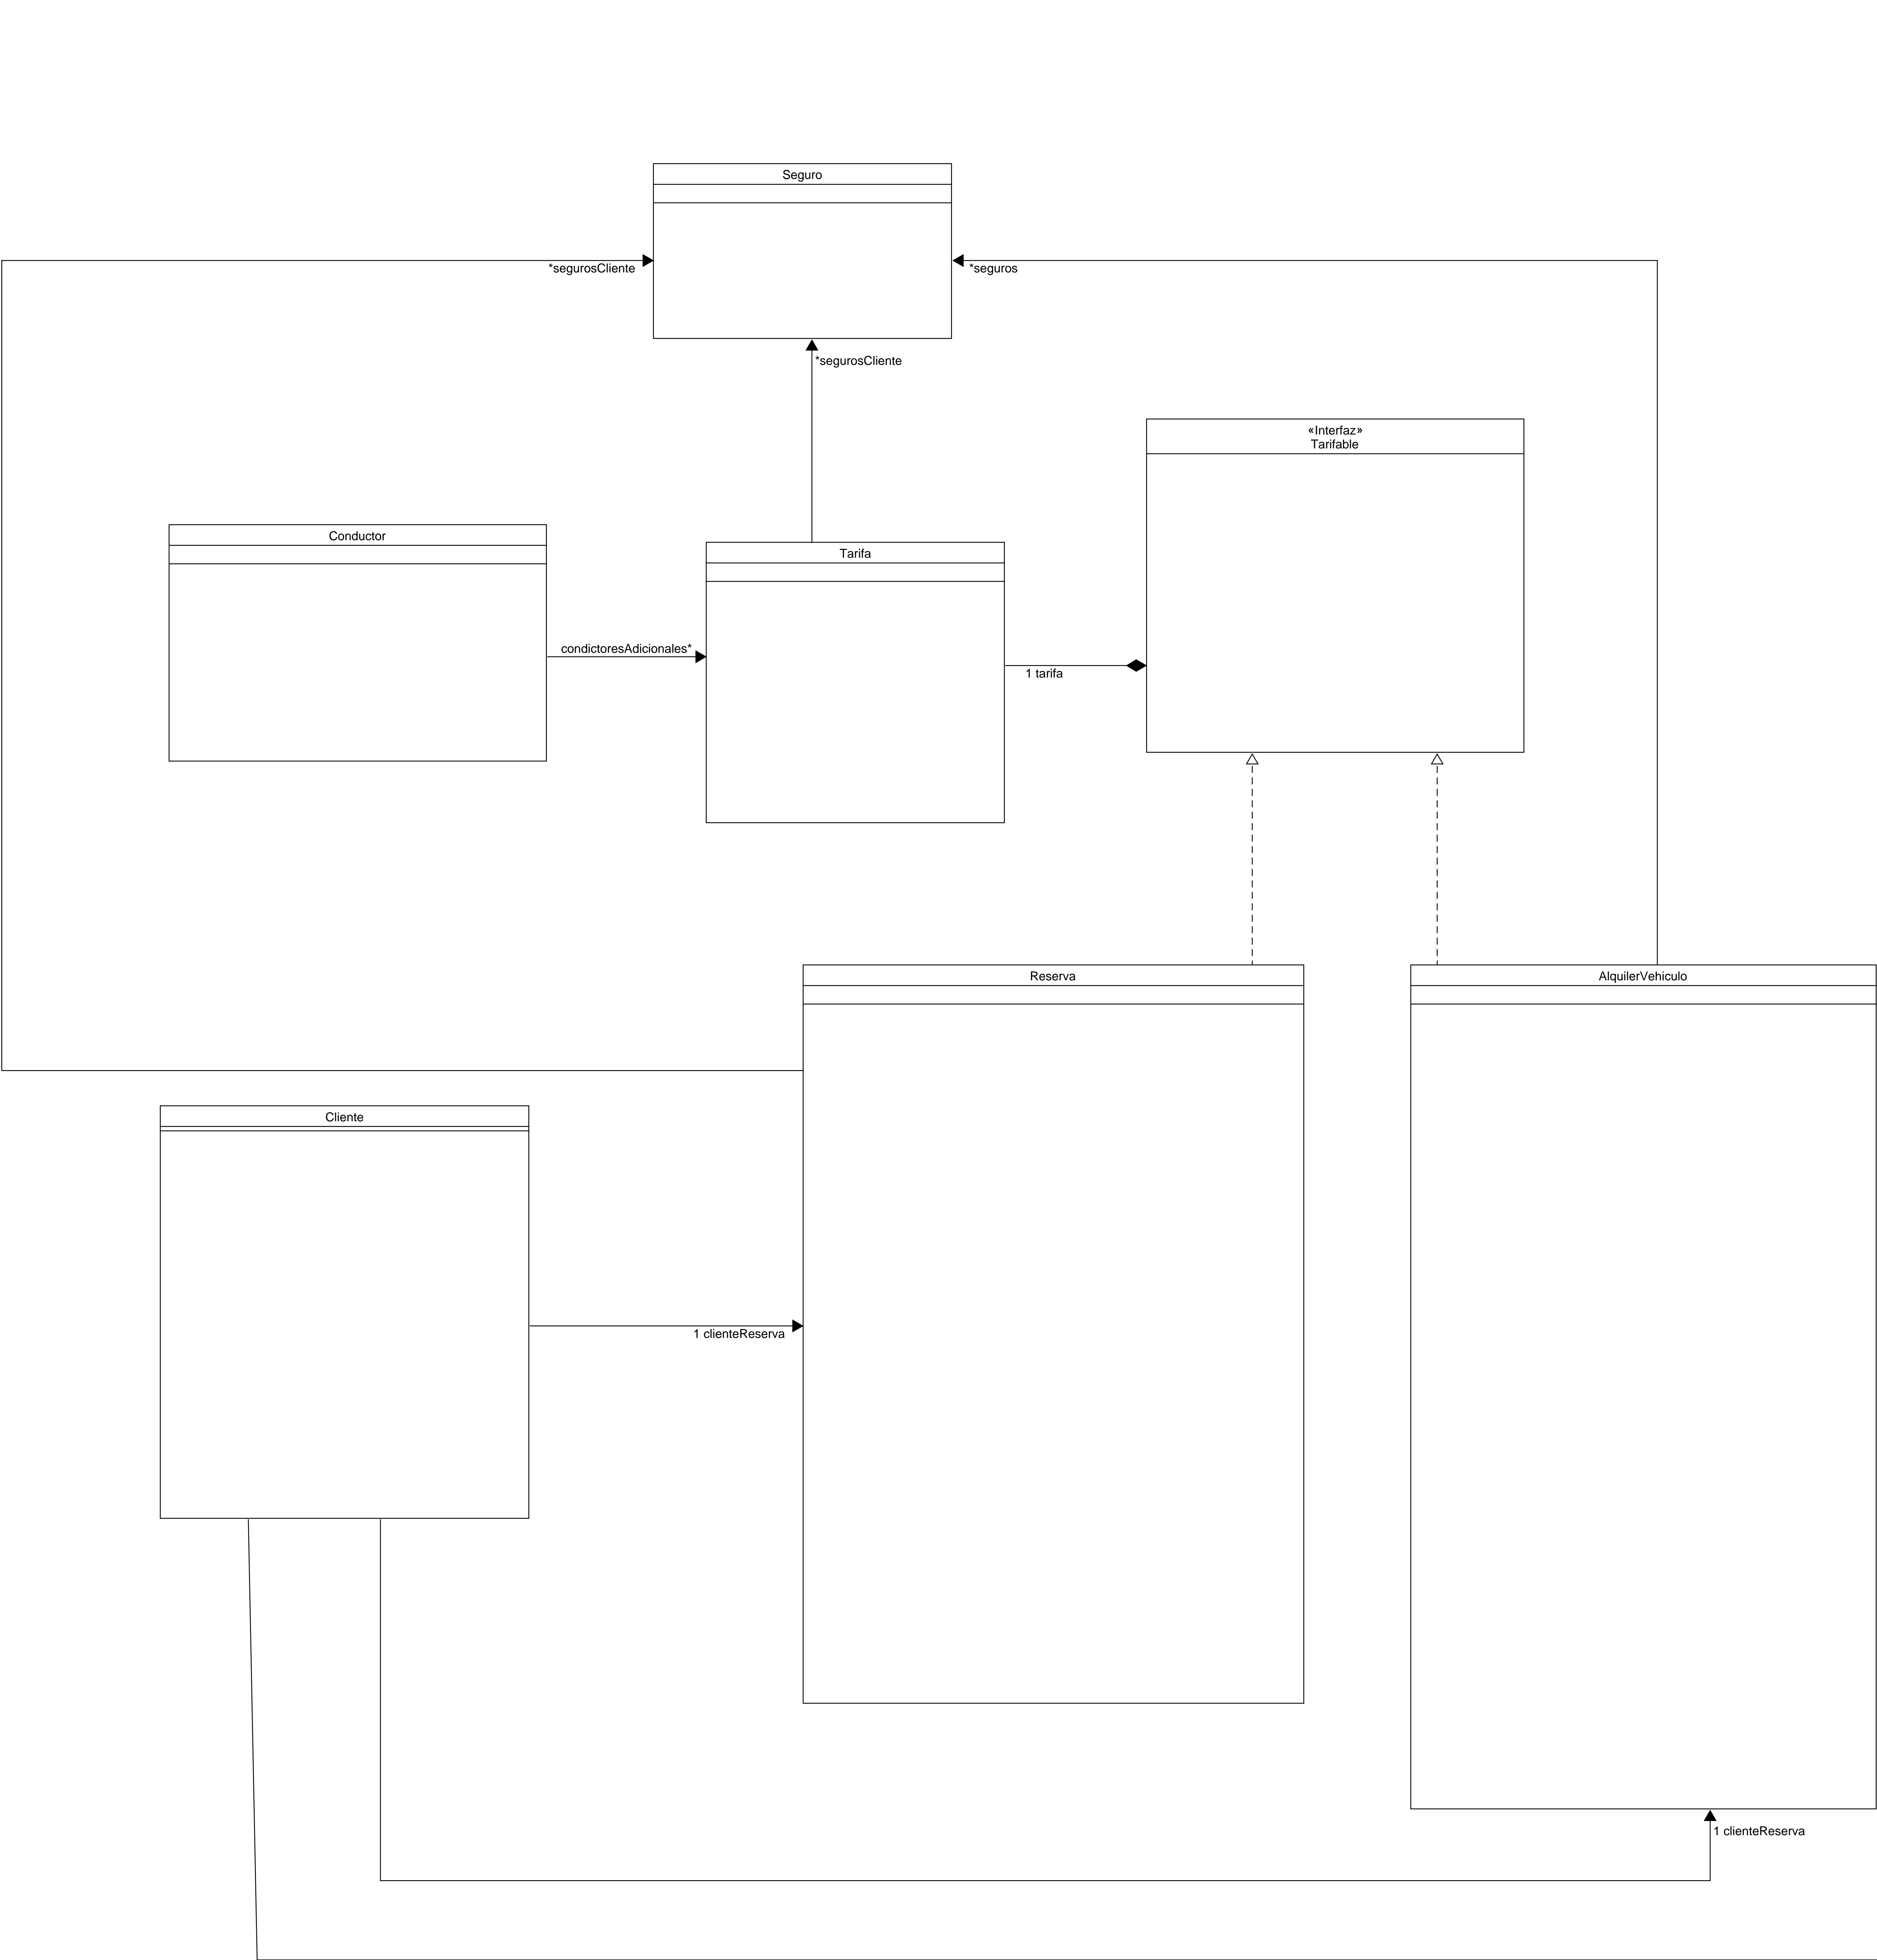 Seguro
*segurosCliente
*seguros
*segurosCliente
«Interfaz»
Tarifable
Conductor
Tarifa
condictoresAdicionales*
1 tarifa
Reserva
AlquilerVehiculo
Cliente
1 clienteReserva
1 clienteReserva